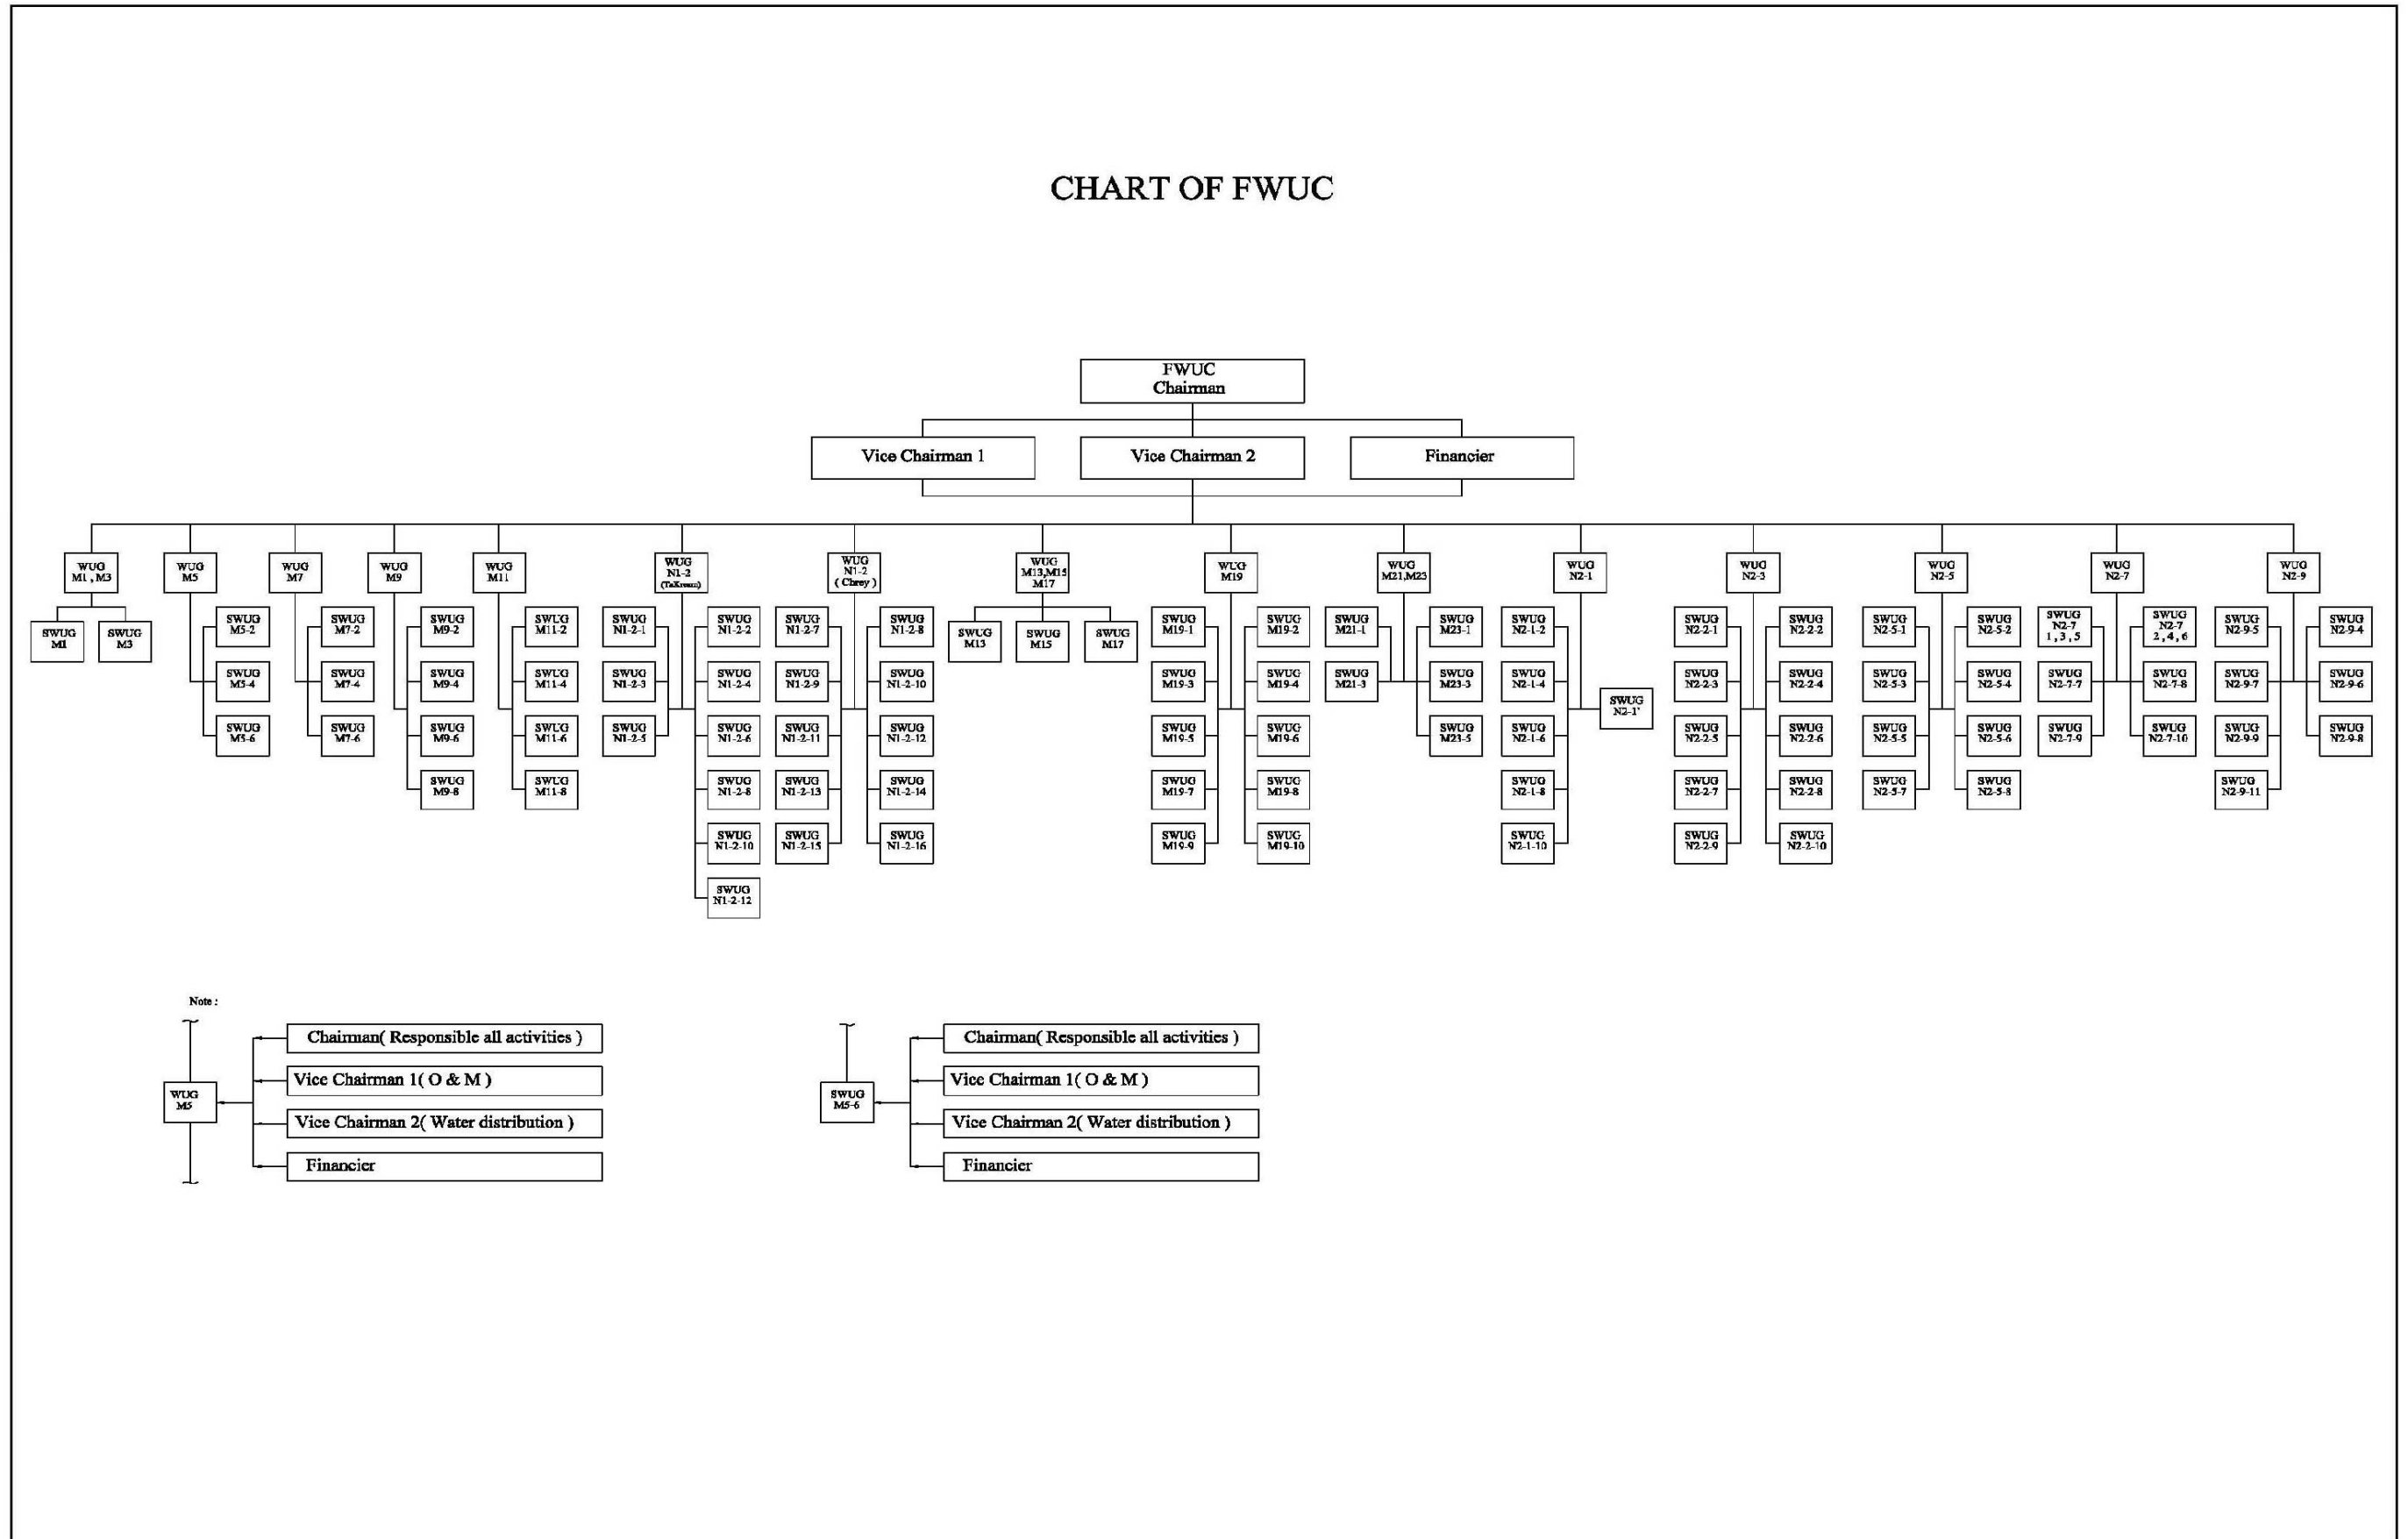 CHART OF FWUC
FWUC
Chairman
Vice Chairman 1
Vice Chairman 2
Financier
WUG
M1 , M3
WUG
M5
WUG
M7
WUG
M9
WUG
M11
WUG
N1-2
(TaKream)
WUG
N1-2
( Chrey )
WUG
M13,M15
M17
WUG
M19
WUG
M21,M23
WUG
N2-1
WUG
N2-3
WUG
N2-5
WUG
N2-7
WUG
N2-9
SWUG
M1
SWUG
M3
SWUG
M5-2
SWUG
M5-4
SWUG
M5-6
SWUG
M7-2
SWUG
M7-4
SWUG
M7-6
SWUG
M9-2
SWUG
M9-4
SWUG
M9-6
SWUG
M9-8
SWUG
M11-2
SWUG
M11-4
SWUG
M11-6
SWUG
M11-8
SWUG
N1-2-1
SWUG
N1-2-3
SWUG
N1-2-5
SWUG
N1-2-2
SWUG
N1-2-4
SWUG
N1-2-6
SWUG
N1-2-8
SWUG
N1-2-10
SWUG
N1-2-12
SWUG
N1-2-7
SWUG
N1-2-9
SWUG
N1-2-11
SWUG
N1-2-13
SWUG
N1-2-15
SWUG
N1-2-8
SWUG
N1-2-10
SWUG
N1-2-12
SWUG
N1-2-14
SWUG
N1-2-16
SWUG
M13
SWUG
M15
SWUG
M17
SWUG
M19-1
SWUG
M19-3
SWUG
M19-5
SWUG
M19-7
SWUG
M19-9
SWUG
M19-2
SWUG
M19-4
SWUG
M19-6
SWUG
M19-8
SWUG
M19-10
SWUG
M21-1
SWUG
M21-3
SWUG
M23-1
SWUG
M23-3
SWUG
M23-5
SWUG
N2-1-2
SWUG
N2-1-4
SWUG
N2-1-6
SWUG
N2-1-8
SWUG
N2-1-10
SWUG
N2-1'
SWUG
N2-2-1
SWUG
N2-2-3
SWUG
N2-2-5
SWUG
N2-2-7
SWUG
N2-2-9
SWUG
N2-2-2
SWUG
N2-2-4
SWUG
N2-2-6
SWUG
N2-2-8
SWUG
N2-2-10
SWUG
N2-5-1
SWUG
N2-5-3
SWUG
N2-5-5
SWUG
N2-5-7
SWUG
N2-5-2
SWUG
N2-5-4
SWUG
N2-5-6
SWUG
N2-5-8
SWUG
N2-7
1 , 3 , 5
SWUG
N2-7-7
SWUG
N2-7-9
SWUG
N2-7
2 , 4 , 6
SWUG
N2-7-8
SWUG
N2-7-10
SWUG
N2-9-5
SWUG
N2-9-7
SWUG
N2-9-9
SWUG
N2-9-11
SWUG
N2-9-4
SWUG
N2-9-6
SWUG
N2-9-8
Note :
WUG
M5
Chairman( Responsible all activities )
Vice Chairman 1( O & M )
Vice Chairman 2( Water distribution )
Financier
SWUG
M5-6
Chairman( Responsible all activities )
Vice Chairman 1( O & M )
Vice Chairman 2( Water distribution )
Financier